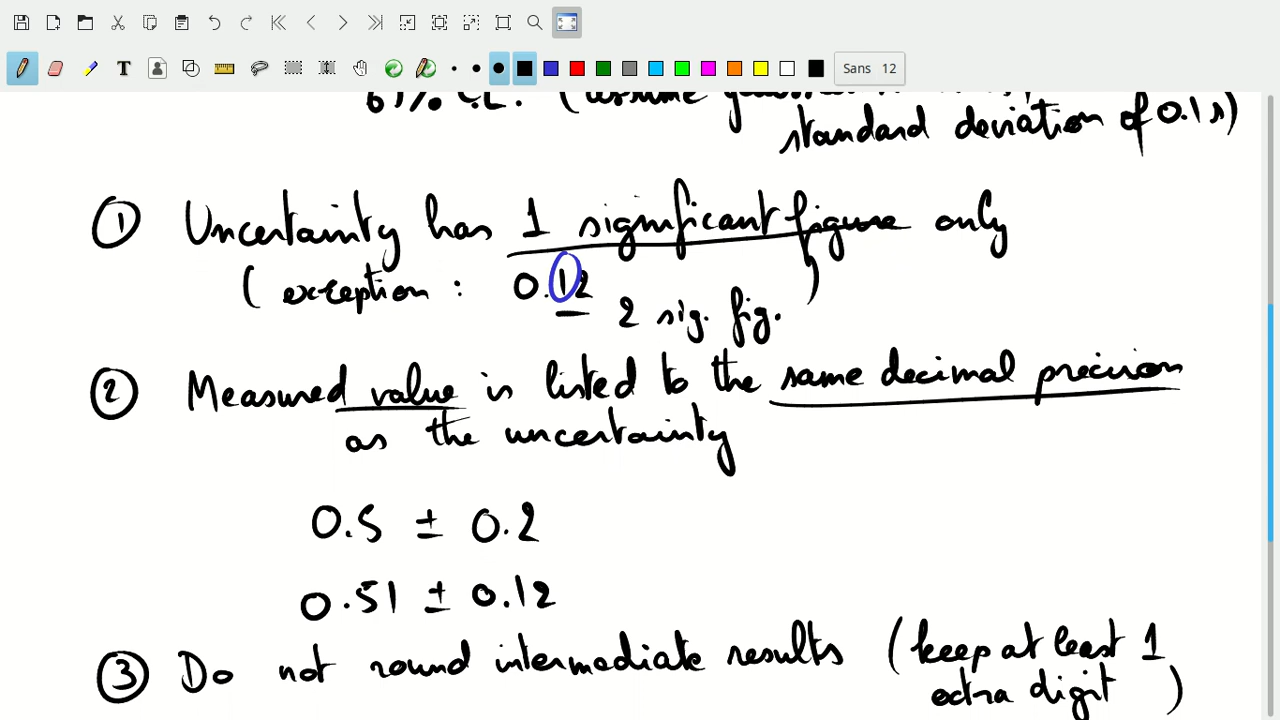 Sans 12
C.L. (assume
standard deviation of 0.1 s)
① Uncertainty has 1 significant figure only
(exception : 0.12 )
2 sig. fig.
② Measured value is listed to the same decimal precision
as the uncertainty
0.5 ± 0.2
0.51 ± 0.12
③ Do not round intermediate results (keep at least 1
extra digit )